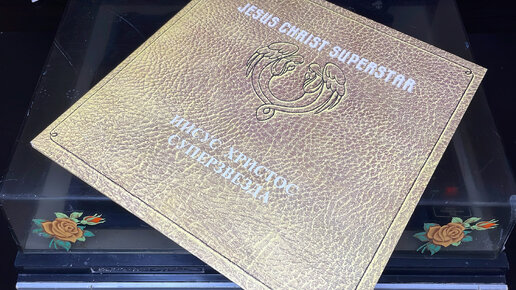 JESUS CHRIST SUPERSTAR
ИИСУС ХРИСТОС
СУПЕРЗВЕЗДА